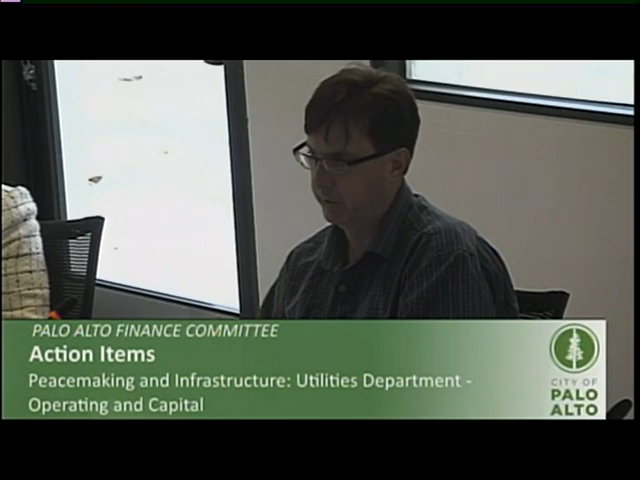 PALO ALTO FINANCE COMMITTEE
Action Items
Peacemaking and Infrastructure: Utilities Department -
Operating and Capital
CITY OF
PALO
ALTO